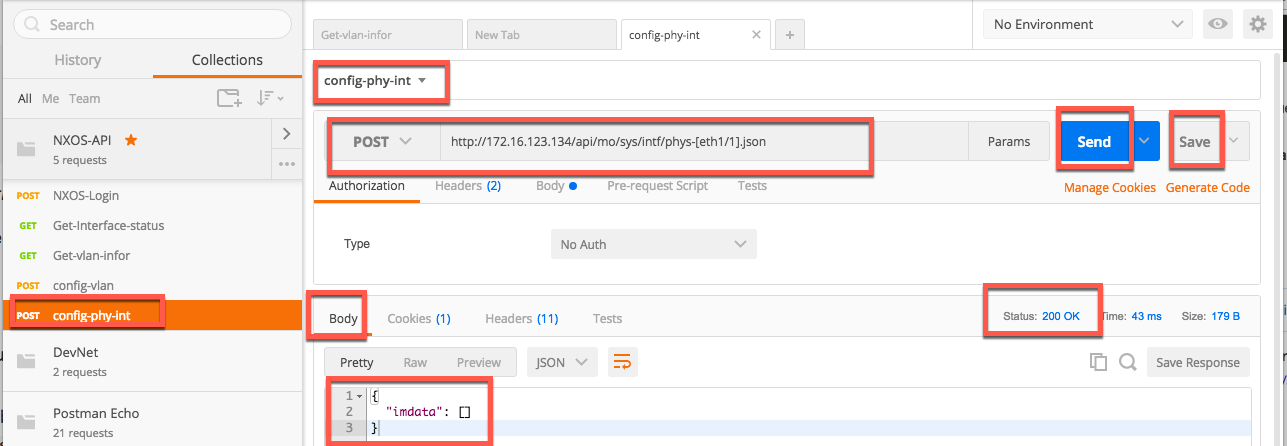 Search
History
Collections
All Me Team
NXOS-API
5 requests
POST NXOS-Login
GET Get-Interface-status
GET Get-vlan-infor
POST config-vlan
POST config-phy-int
DevNet
2 requests
Postman Echo
21 requests
Get-vlan-infor
New Tab
config-phy-int
No Environment
config-phy-int
POST http://172.16.123.134/api/mo/sys/intf/phys-[eth1/1].json Params Send Save
Authorization Headers (2) Body Pre-request Script Tests Manage Cookies Generate Code
Type No Auth
Body Cookies (1) Headers (11) Tests Status: 200 OK Time: 43 ms Size: 179 B
Pretty Raw Preview JSON Save Response
1 {
2 "imdata": []
3 }